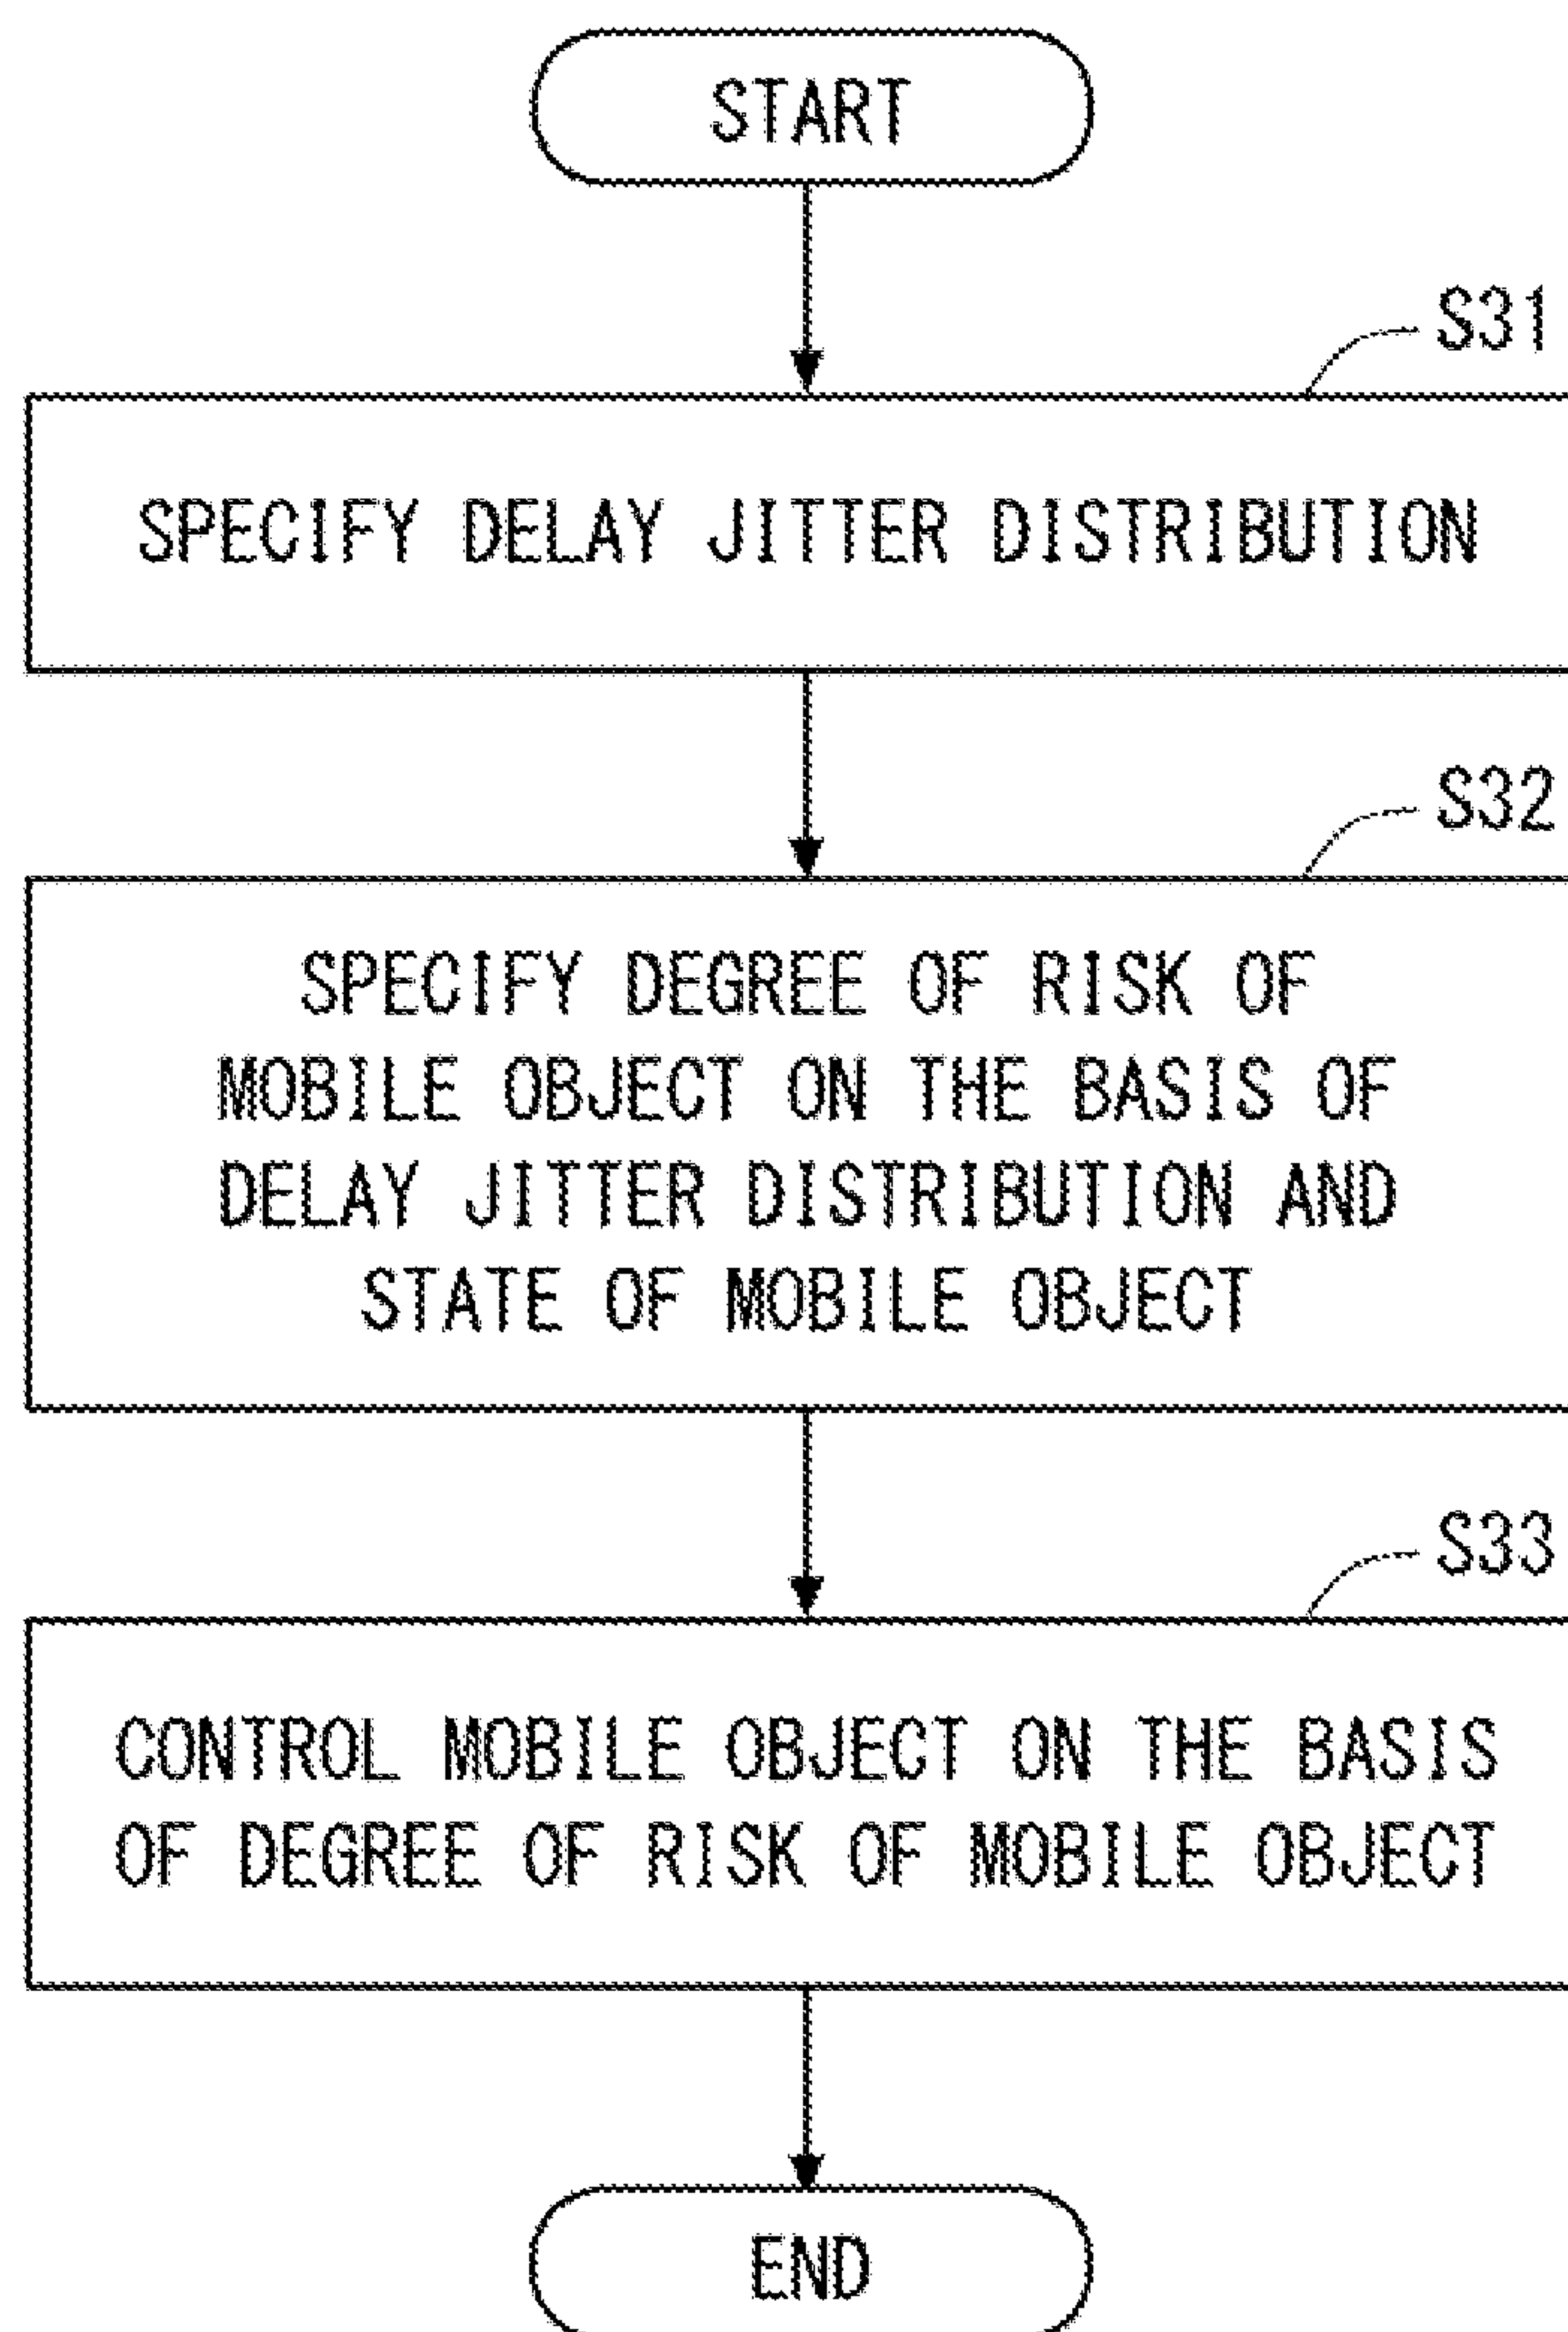 START
S31
SPECIFY DELAY JITTER DISTRIBUTION
S32
SPECIFY DEGREE OF RISK OF
MOBILE OBJECT ON THE BASIS OF
DELAY JITTER DISTRIBUTION AND
STATE OF MOBILE OBJECT
S33
CONTROL MOBILE OBJECT ON THE BASIS
OF DEGREE OF RISK OF MOBILE OBJECT
END